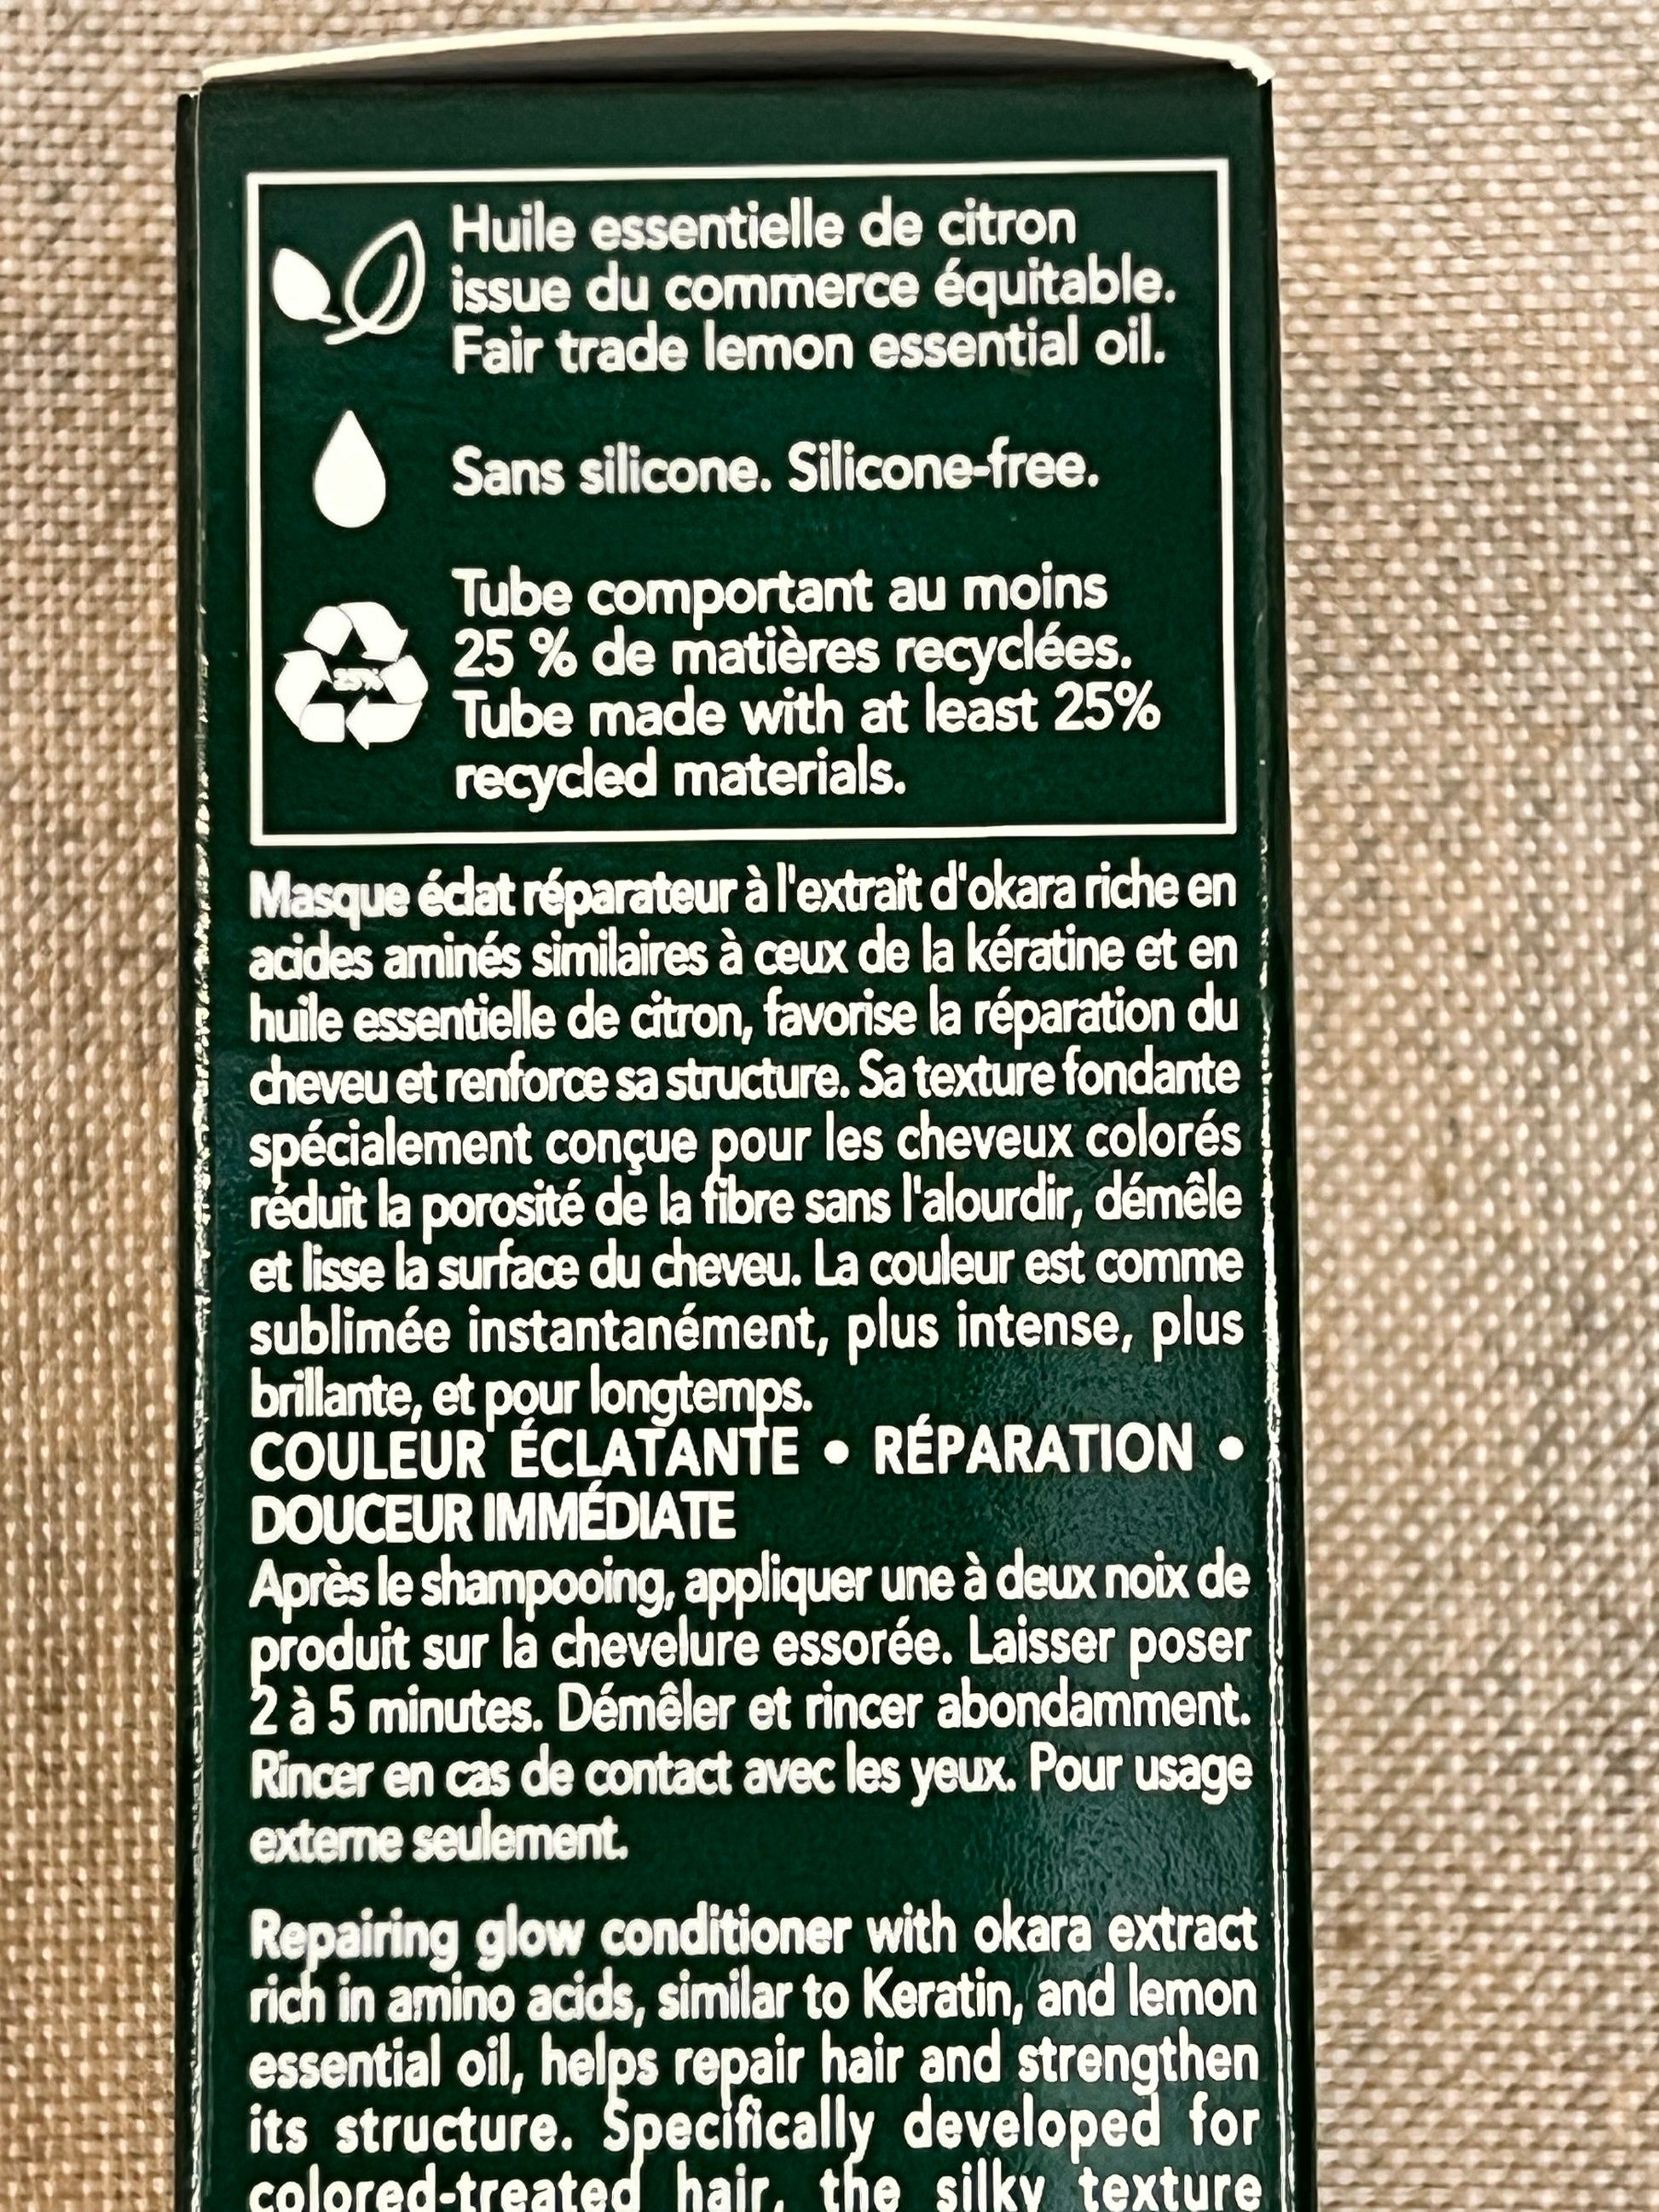 Huile essentielle de citron
issue du commerce équitable.
Fair trade lemon essential oil.
Sans silicone. Silicone-free.
25%
Tube comportant au moins
25 % de matières recyclées.
Tube made with at least 25%
recycled materials.
Masque éclat réparateur à l'extrait d'okara riche en
acides aminés similaires à ceux de la kératine et en
huile essentielle de citron, favorise la réparation du
cheveu et renforce sa structure. Sa texture fondante
spécialement conçue pour les cheveux colorés
réduit la porosité de la fibre sans l'alourdir, démêle
et lisse la surface du cheveu. La couleur est comme
sublimée instantanément, plus intense, plus
brillante, et pour longtemps.
COULEUR ÉCLATANTE • RÉPARATION •
DOUCEUR IMMÉDIATE
Après le shampooing, appliquer une à deux noix de
produit sur la chevelure essorée. Laisser poser
2 à 5 minutes. Démêler et rincer abondamment.
Rincer en cas de contact avec les yeux. Pour usage
externe seulement.
Repairing glow conditioner with okara extract
rich in amino acids, similar to Keratin, and lemon
essential oil, helps repair hair and strengthen
its structure. Specifically developed for
colored-treated hair, the silky texture